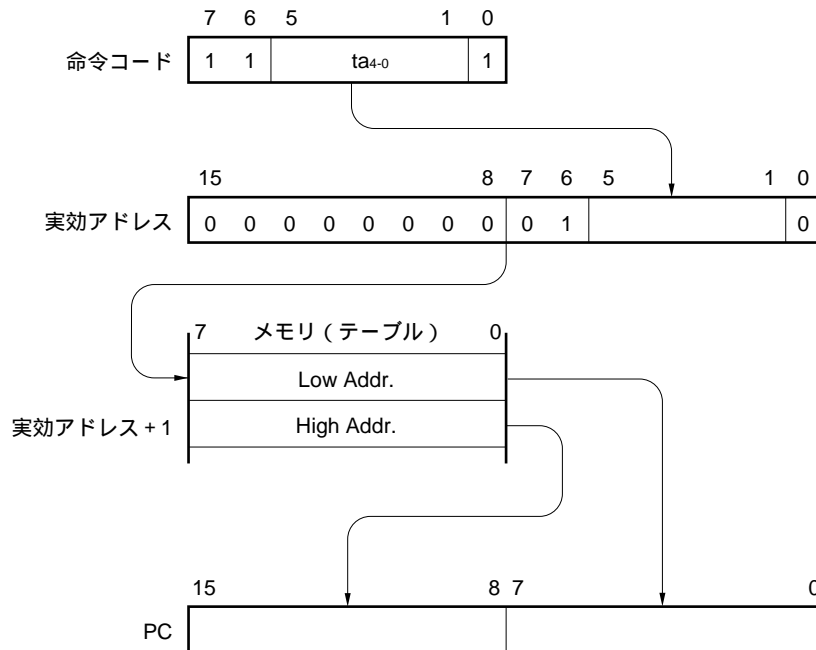 7 6 5 1 0
命令コード 1 1 ta4-0 1
15 8 7 6 5 1 0
実効アドレス 0 0 0 0 0 0 0 0 0 1 0
7 メモリ(テーブル) 0
Low Addr.
実効アドレス+1 High Addr.
15 8 7 0
PC